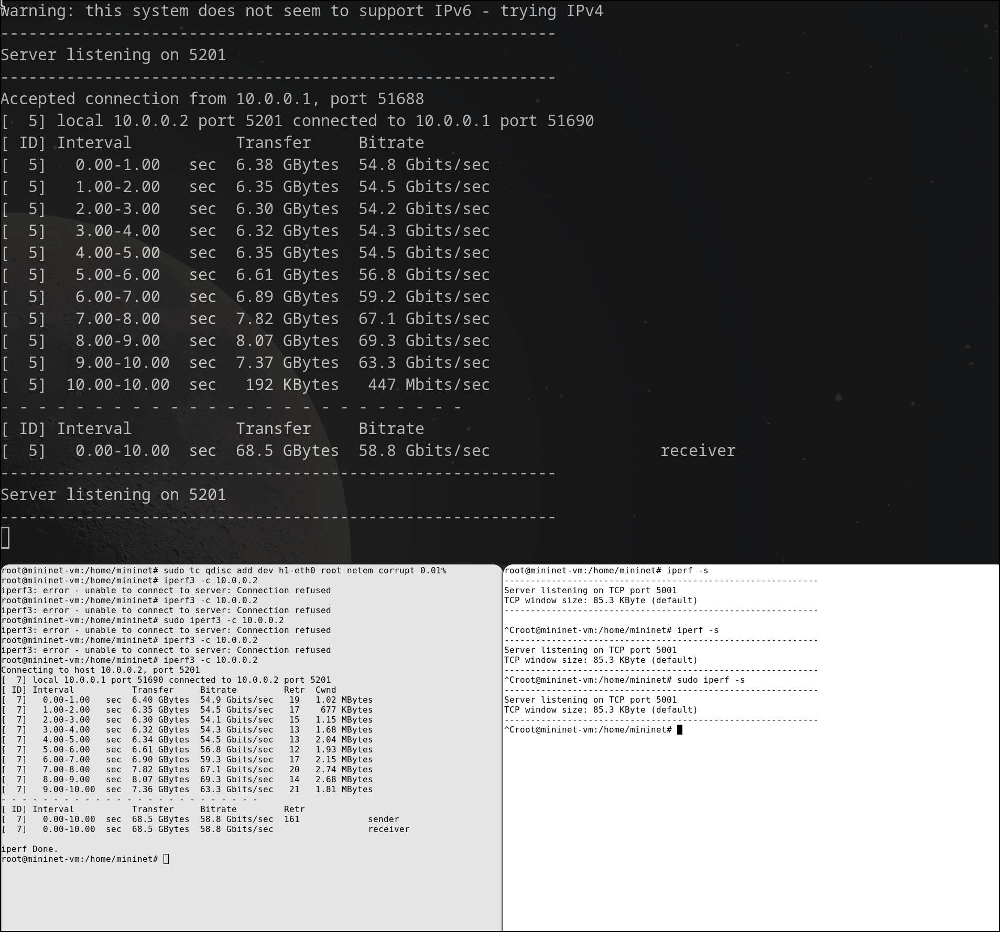 warning: this system does not seem to support IPv6 - trying IPv4
-----------------------------------------------------------
Server listening on 5201
-----------------------------------------------------------
Accepted connection from 10.0.0.1, port 51688
[  5] local 10.0.0.2 port 5201 connected to 10.0.0.1 port 51690
[ ID] Interval           Transfer     Bitrate
[  5]   0.00-1.00   sec  6.38 GBytes  54.8 Gbits/sec
[  5]   1.00-2.00   sec  6.35 GBytes  54.5 Gbits/sec
[  5]   2.00-3.00   sec  6.30 GBytes  54.2 Gbits/sec
[  5]   3.00-4.00   sec  6.32 GBytes  54.3 Gbits/sec
[  5]   4.00-5.00   sec  6.35 GBytes  54.5 Gbits/sec
[  5]   5.00-6.00   sec  6.61 GBytes  56.8 Gbits/sec
[  5]   6.00-7.00   sec  6.89 GBytes  59.2 Gbits/sec
[  5]   7.00-8.00   sec  7.82 GBytes  67.1 Gbits/sec
[  5]   8.00-9.00   sec  8.07 GBytes  69.3 Gbits/sec
[  5]   9.00-10.00  sec  7.37 GBytes  63.3 Gbits/sec
[  5]  10.00-10.00  sec   192 KBytes   447 Mbits/sec
- - - - - - - - - - - - - - - - - - - - - - - - -
[ ID] Interval           Transfer     Bitrate
[  5]   0.00-10.00  sec  68.5 GBytes  58.8 Gbits/sec                  receiver
-----------------------------------------------------------
Server listening on 5201
-----------------------------------------------------------
root@mininet-vm:/home/mininet# sudo tc qdisc add dev h1-eth0 root netem corrupt 0.01%
root@mininet-vm:/home/mininet# iperf3 -c 10.0.0.2
iperf3: error - unable to connect to server: Connection refused
root@mininet-vm:/home/mininet# iperf3 -c 10.0.0.2
iperf3: error - unable to connect to server: Connection refused
root@mininet-vm:/home/mininet# sudo iperf3 -c 10.0.0.2
iperf3: error - unable to connect to server: Connection refused
root@mininet-vm:/home/mininet# iperf3 -c 10.0.0.2
iperf3: error - unable to connect to server: Connection refused
root@mininet-vm:/home/mininet# iperf3 -c 10.0.0.2
Connecting to host 10.0.0.2, port 5201
[  7] local 10.0.0.1 port 51690 connected to 10.0.0.2 port 5201
[ ID] Interval           Transfer     Bitrate         Retr  Cwnd
[  7]   0.00-1.00   sec  6.40 GBytes  54.9 Gbits/sec   19   1.02 MBytes
[  7]   1.00-2.00   sec  6.35 GBytes  54.5 Gbits/sec   17    677 KBytes
[  7]   2.00-3.00   sec  6.30 GBytes  54.1 Gbits/sec   15   1.15 MBytes
[  7]   3.00-4.00   sec  6.32 GBytes  54.3 Gbits/sec   13   1.68 MBytes
[  7]   4.00-5.00   sec  6.34 GBytes  54.5 Gbits/sec   13   2.04 MBytes
[  7]   5.00-6.00   sec  6.61 GBytes  56.8 Gbits/sec   12   1.93 MBytes
[  7]   6.00-7.00   sec  6.90 GBytes  59.3 Gbits/sec   17   2.15 MBytes
[  7]   7.00-8.00   sec  7.82 GBytes  67.1 Gbits/sec   20   2.74 MBytes
[  7]   8.00-9.00   sec  8.07 GBytes  69.3 Gbits/sec   14   2.68 MBytes
[  7]   9.00-10.00  sec  7.36 GBytes  63.3 Gbits/sec   21   1.81 MBytes
- - - - - - - - - - - - - - - - - - - - - - - - -
[ ID] Interval           Transfer     Bitrate         Retr
[  7]   0.00-10.00  sec  68.5 GBytes  58.8 Gbits/sec  161             sender
[  7]   0.00-10.00  sec  68.5 GBytes  58.8 Gbits/sec                  receiver

iperf Done.
root@mininet-vm:/home/mininet#
root@mininet-vm:/home/mininet# iperf -s
------------------------------------------------------------
Server listening on TCP port 5001
TCP window size: 85.3 KByte (default)
------------------------------------------------------------

^Croot@mininet-vm:/home/mininet# iperf -s
------------------------------------------------------------
Server listening on TCP port 5001
TCP window size: 85.3 KByte (default)
------------------------------------------------------------
^Croot@mininet-vm:/home/mininet# sudo iperf -s
------------------------------------------------------------
Server listening on TCP port 5001
TCP window size: 85.3 KByte (default)
------------------------------------------------------------
^Croot@mininet-vm:/home/mininet#